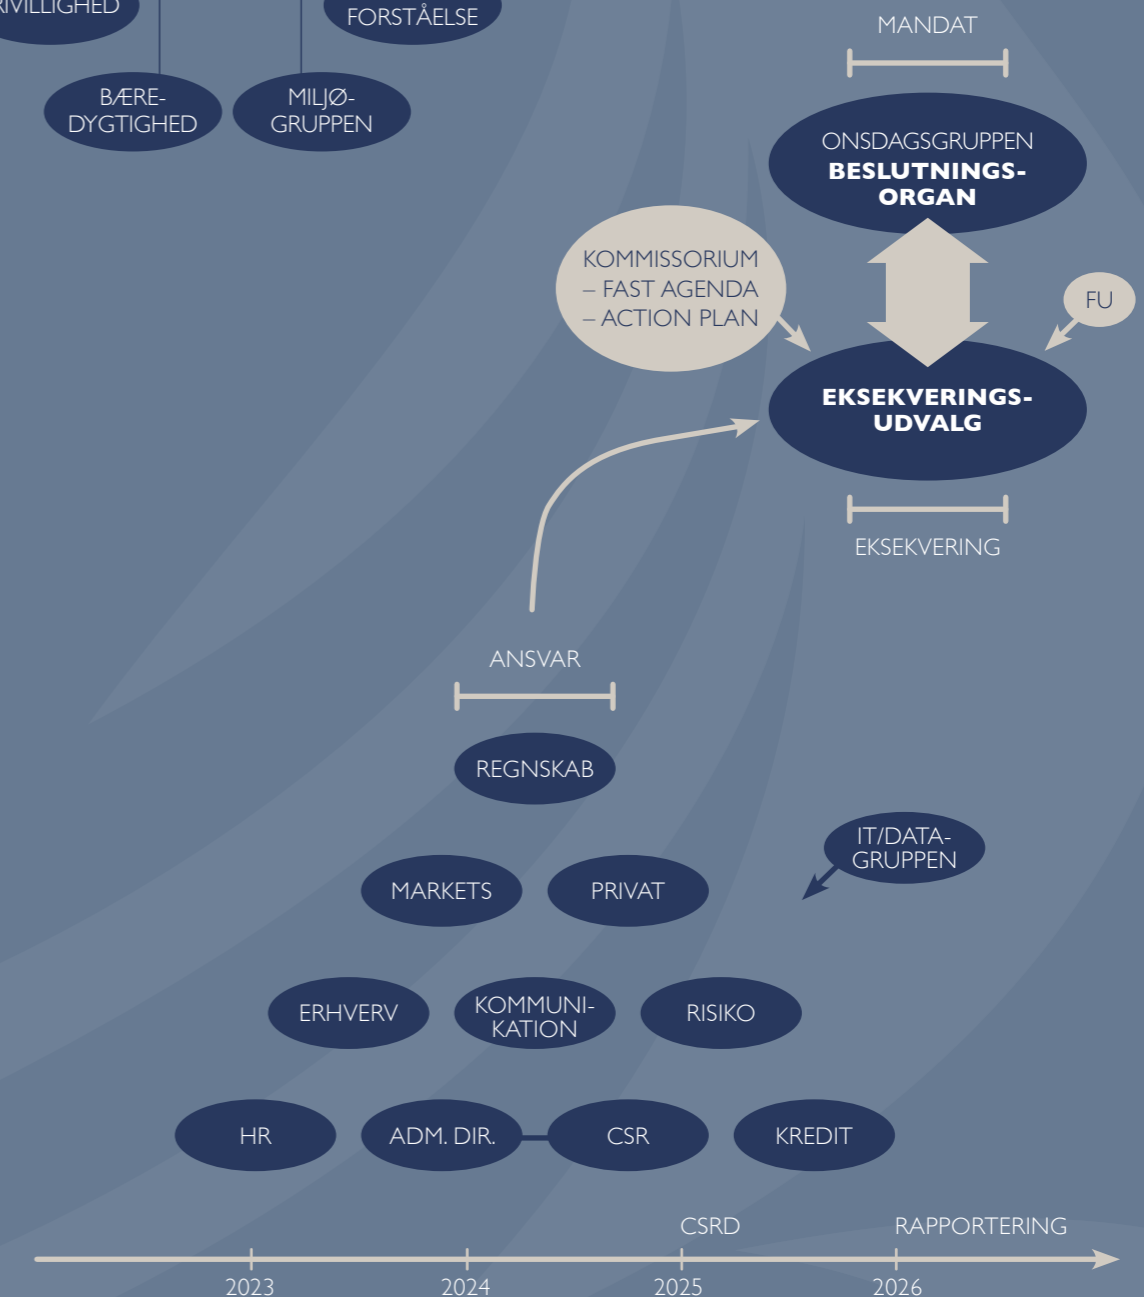 FORSTÅELSE
BÆRE-
DYGTIGHED
MILJØ-
GRUPPEN
MANDAT
ONSDAGSGRUPPEN
BESLUTNINGS-
ORGAN
KOMMISSORIUM
– FAST AGENDA
– ACTION PLAN
FU
EKSEKVERINGS-
UDVALG
EKSEKVERING
ANSVAR
REGNSKAB
IT/DATA-
GRUPPEN
MARKETS
PRIVAT
ERHVERV
KOMMUNI-
KATION
RISIKO
HR
ADM. DIR.
CSR
KREDIT
CSRD
RAPPORTERING
2023
2024
2025
2026